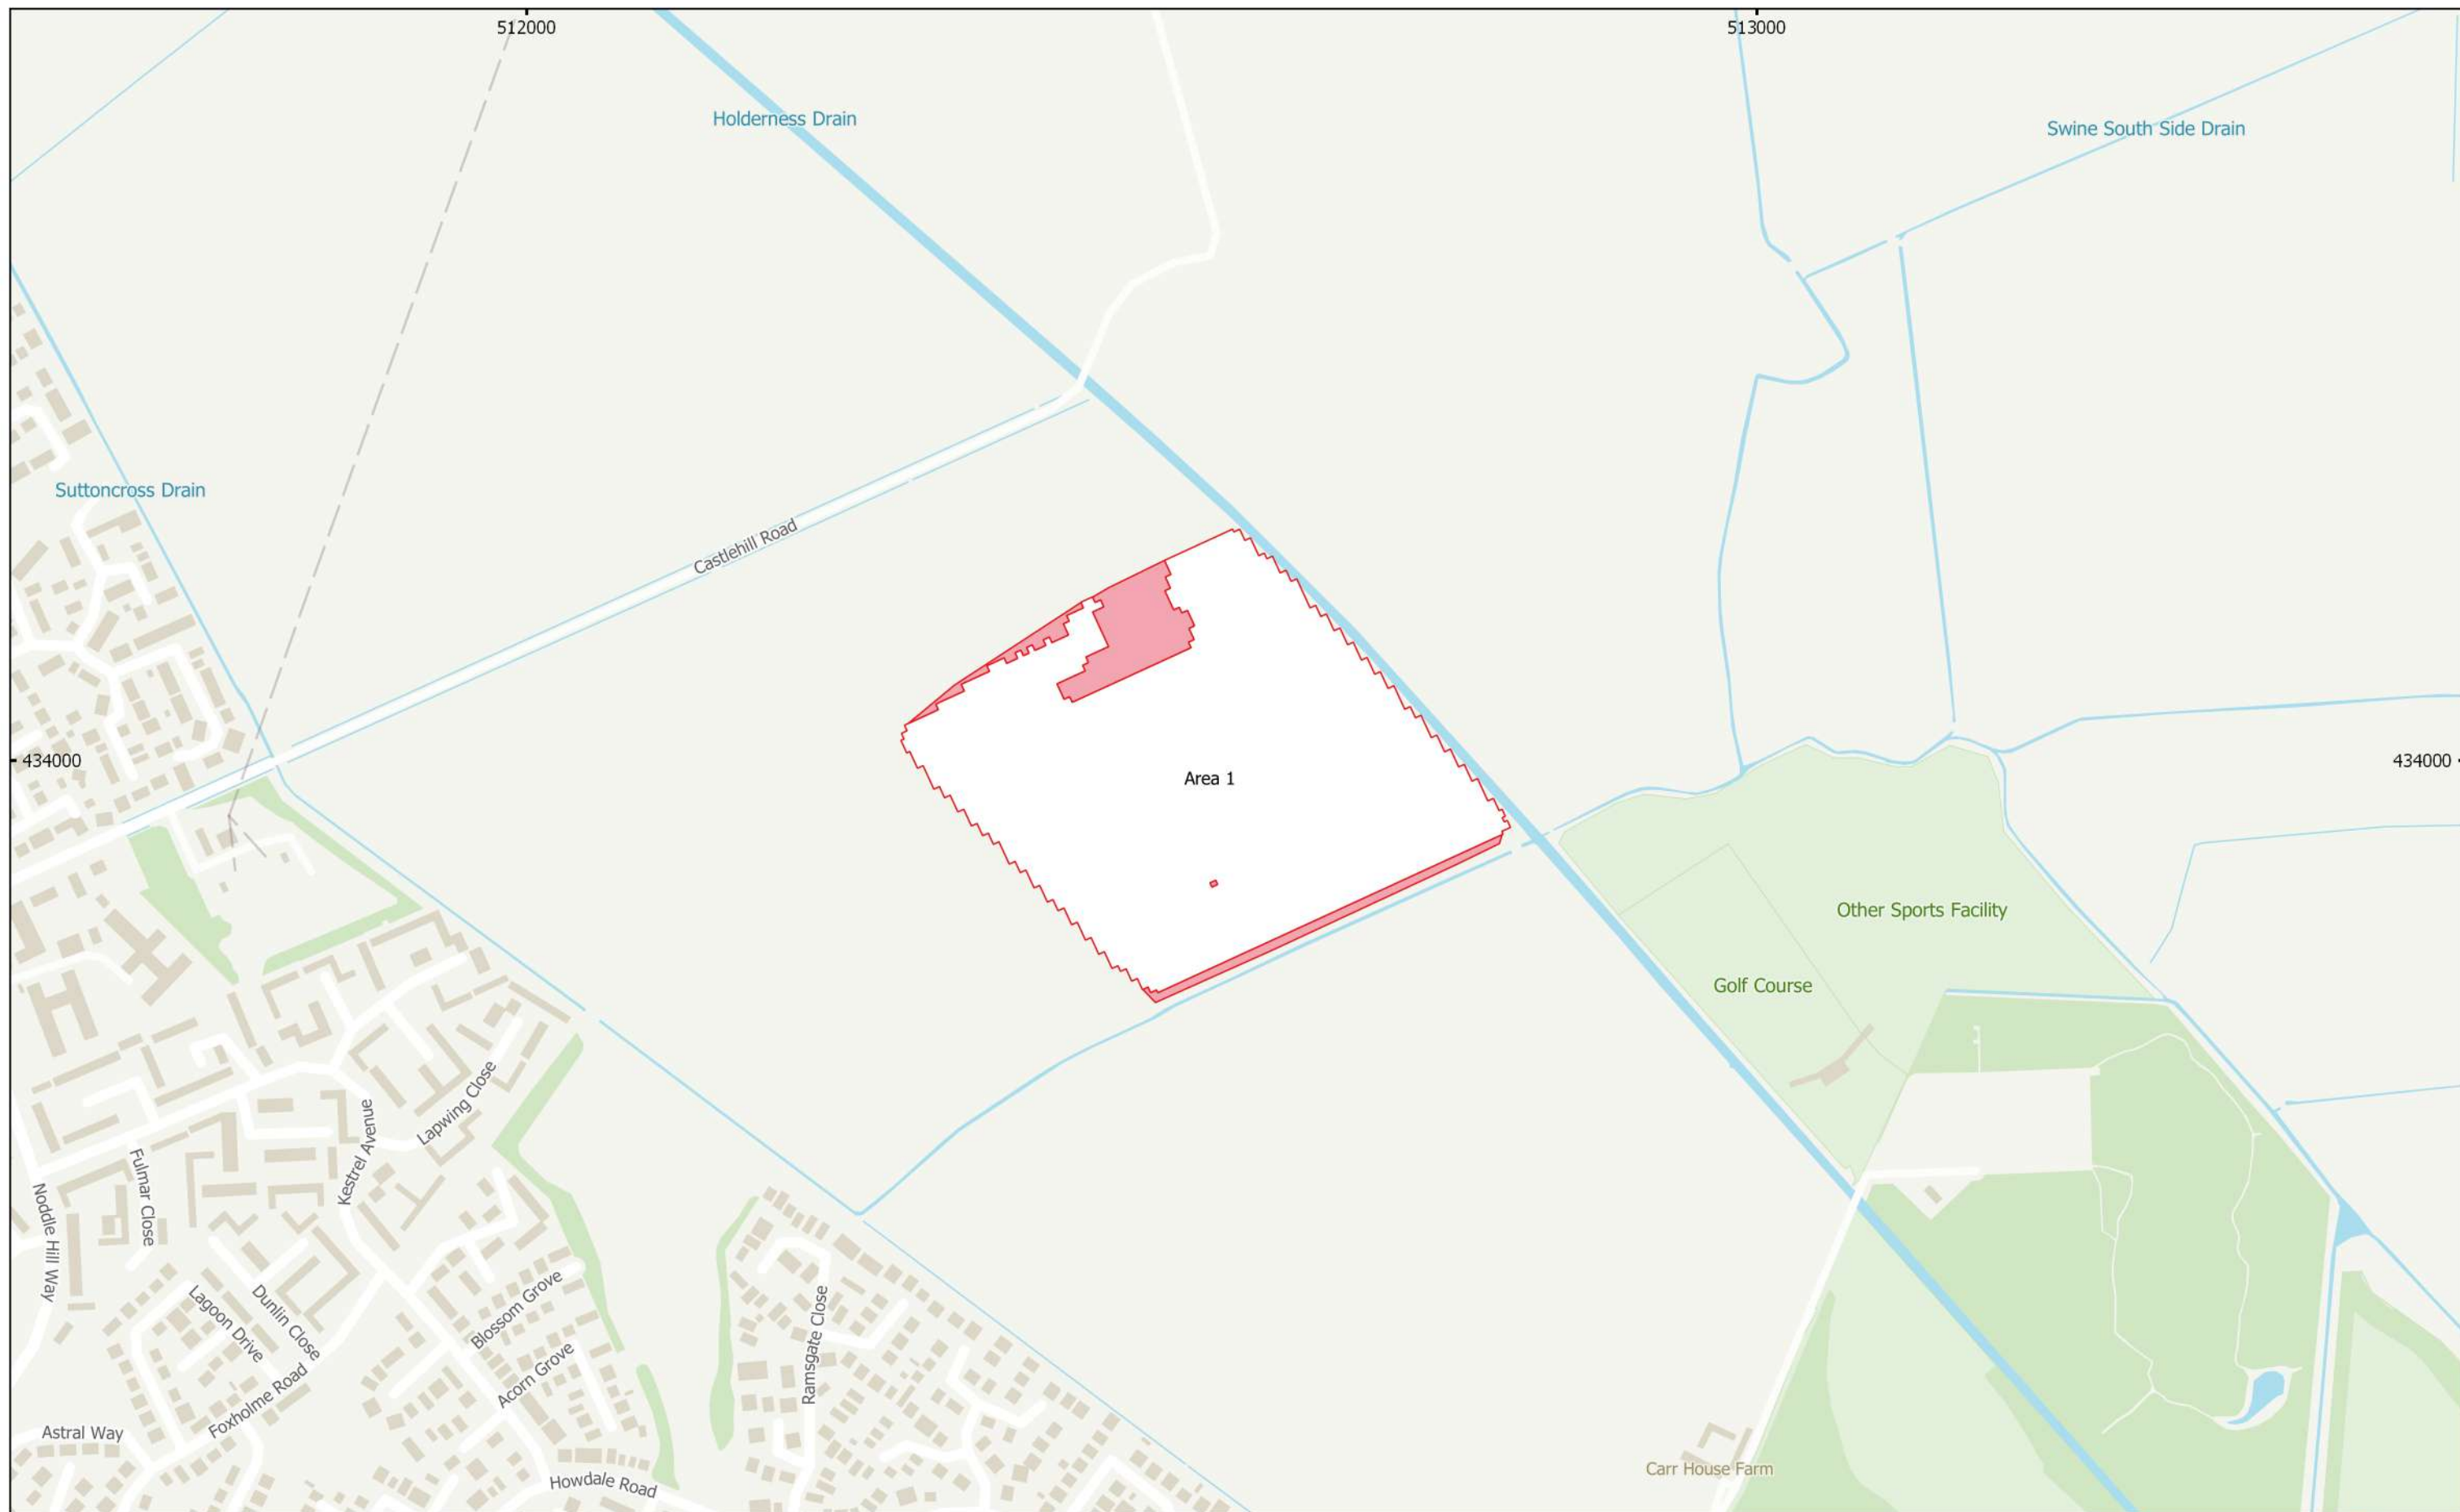 512000
513000
Holderness Drain
Swine South Side Drain
Suttoncross Drain
Castlehill Road
434000
434000
Area 1
Other Sports Facility
Golf Course
Lapwing Close
Kestrel Avenue
Fulmar Close
Noddle Hill Way
Dunlin Close
Lagoon Drive
Blossom Grove
Acorn Grove
Ramsgate Close
Foxholme Road
Astral Way
Howdale Road
Carr House Farm